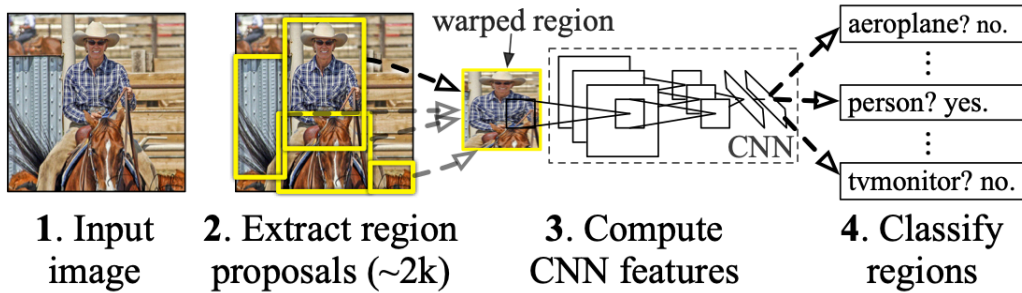 warped region
aeroplane? no.
⋮
person? yes.
CNN
⋮
tvmonitor? no.
1. Input
image
2. Extract region
proposals (~2k)
3. Compute
CNN features
4. Classify
regions